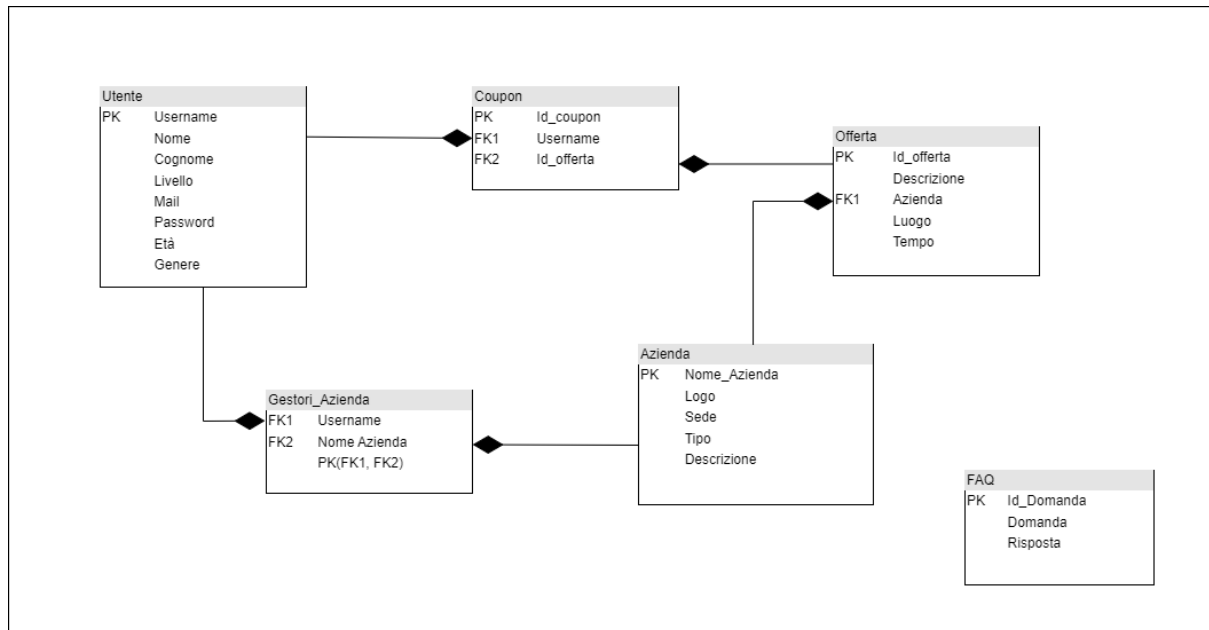 Utente
PK Username
Nome
Cognome
Livello
Mail
Password
Età
Genere
Coupon
PK Id_coupon
FK1 Username
FK2 Id_offerta
Offerta
PK Id_offerta
Descrizione
FK1 Azienda
Luogo
Tempo
Gestori_Azienda
FK1 Username
FK2 Nome Azienda
PK(FK1, FK2)
Azienda
PK Nome_Azienda
Logo
Sede
Tipo
Descrizione
FAQ
PK Id_Domanda
Domanda
Risposta